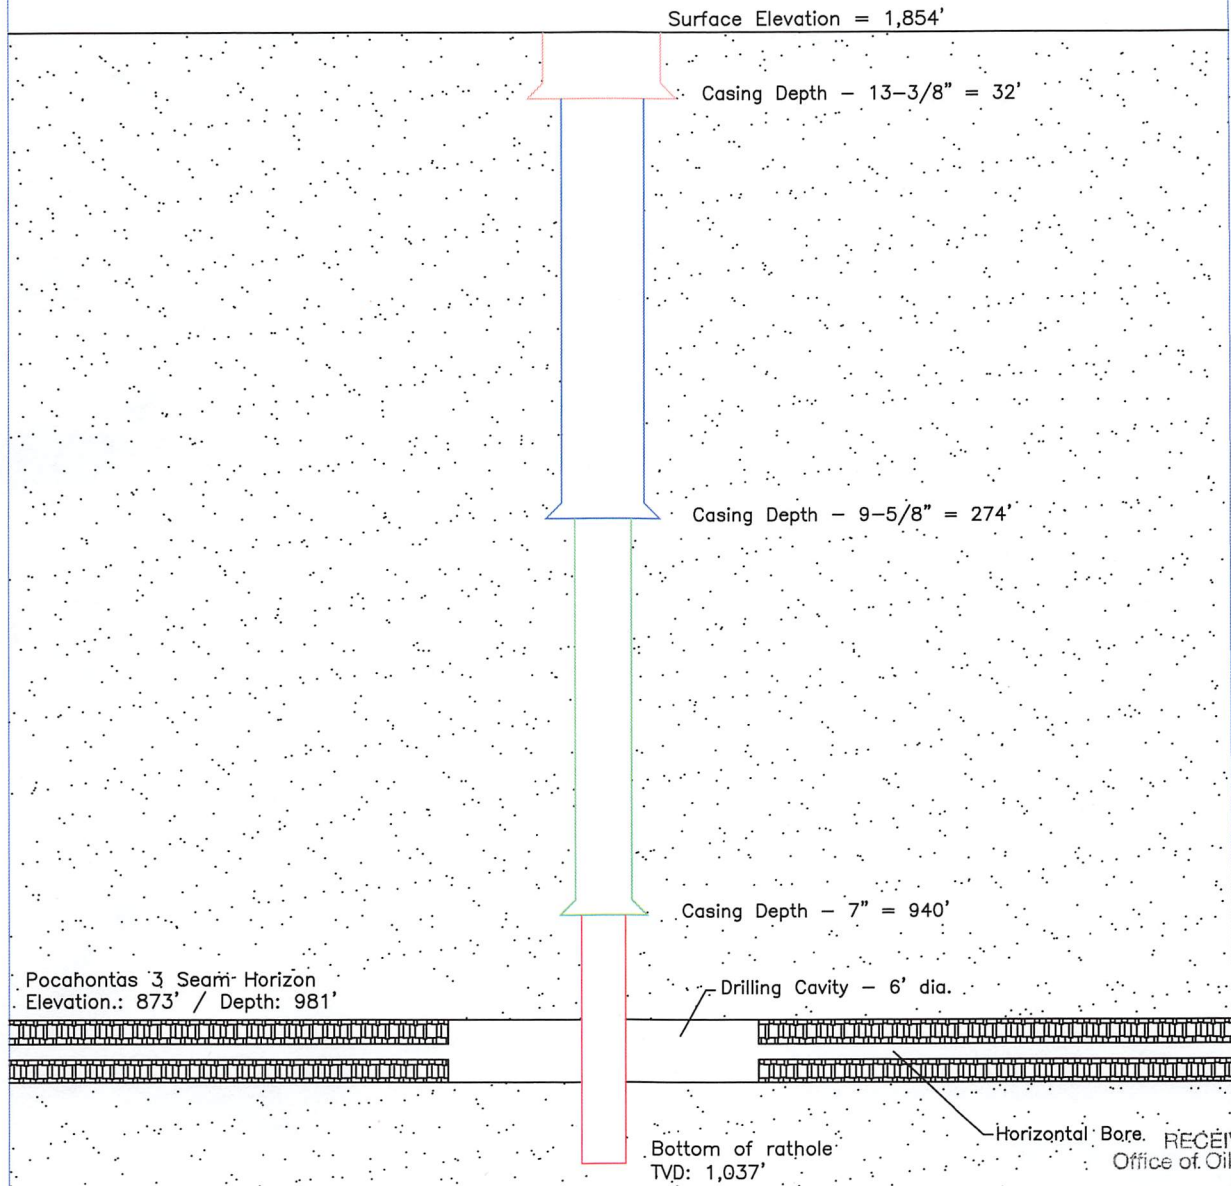 Surface Elevation = 1,854'
Casing Depth - 13-3/8" = 32'
Casing Depth - 9-5/8" = 274'
Casing Depth - 7" = 940'
Pocahontas 3 Seam Horizon
Elevation.: 873' / Depth: 981'
Drilling Cavity - 6' dia.
Horizontal Bore
Bottom of rathole
TVD: 1,037'
Office of Oil